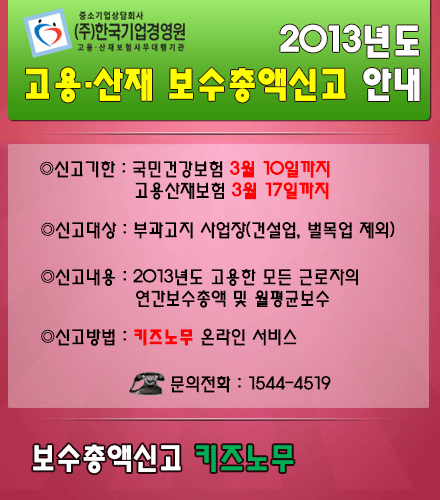 중소기업상담회사
(주)한국기업경영원
고용·산재보험사무대행기관
2013년도
고용·산재 보수총액신고 안내
◎신고기한 : 국민건강보험 3월 10일까지
고용산재보험 3월 17일까지
◎신고대상 : 부과고지 사업장(건설업, 벌목업 제외)
◎신고내용 : 2013년도 고용한 모든 근로자의
연간보수총액 및 월평균보수
◎신고방법 : 키즈노무 온라인 서비스
문의전화 : 1544-4519
보수총액신고 키즈노무